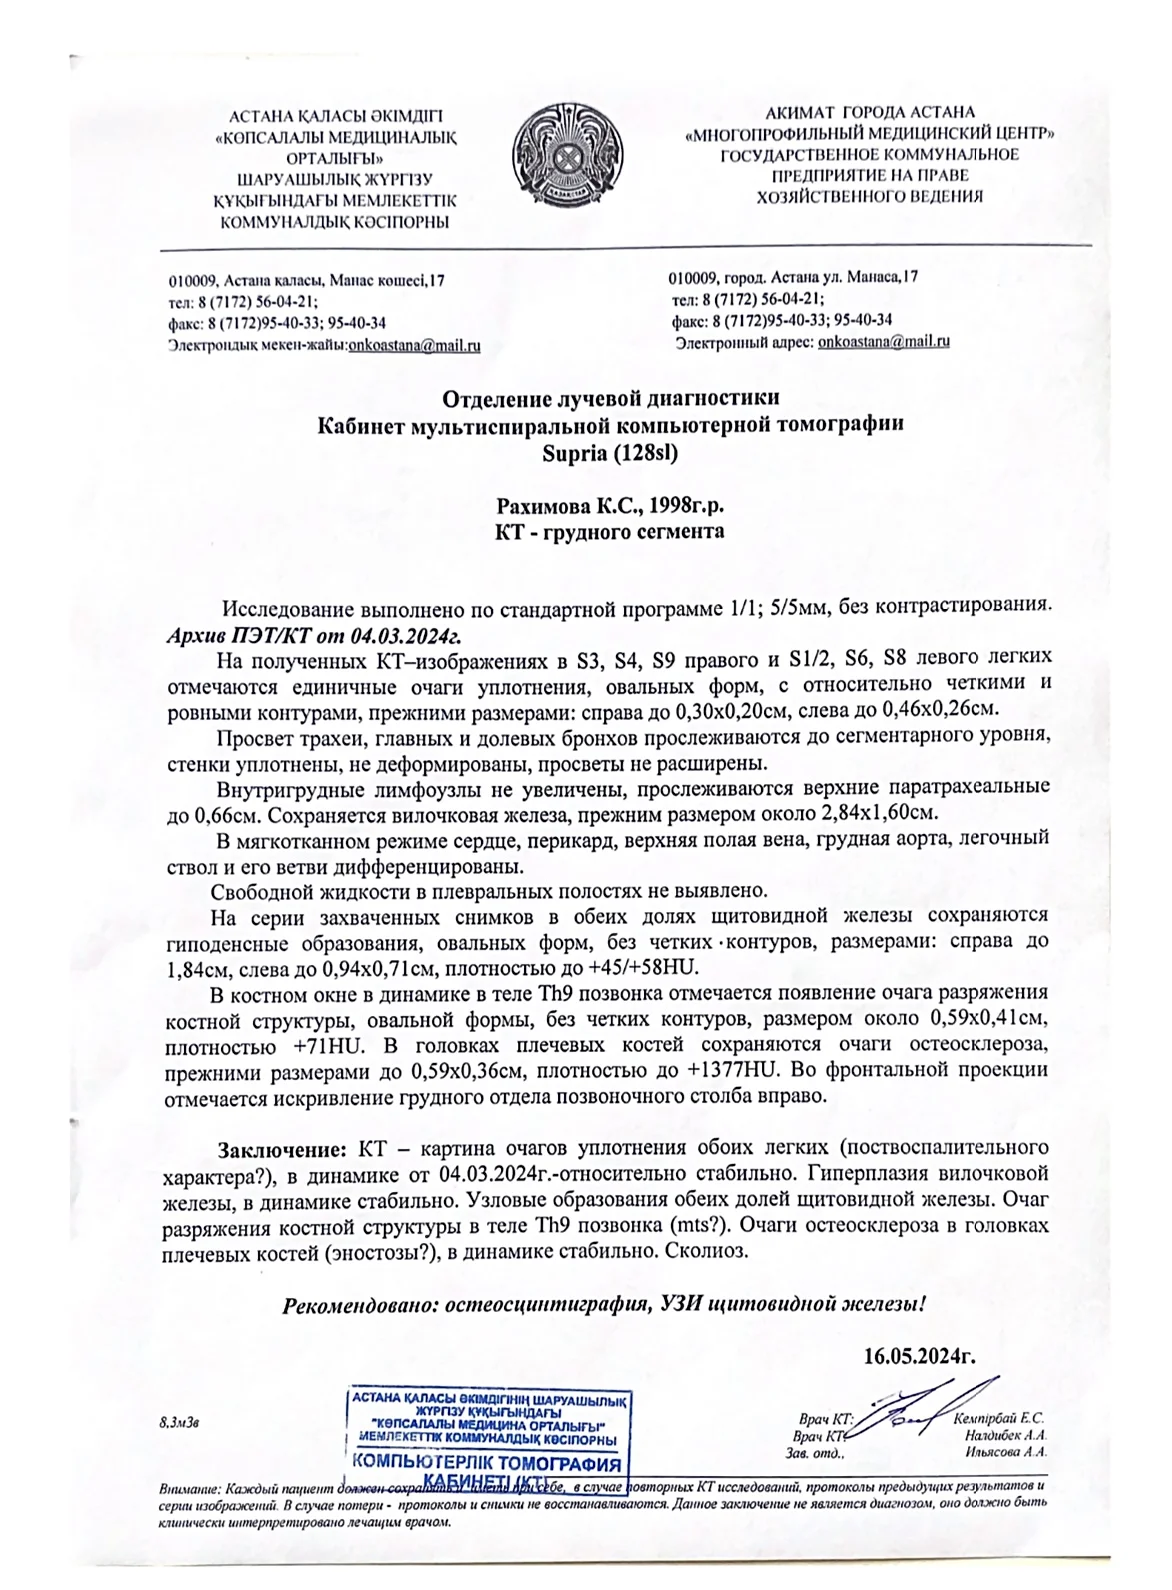 АСТАНА ҚАЛАСЫ ӘКІМДІГІ
«КӨПСАЛАЛЫ МЕДИЦИНАЛЫҚ
ОРТАЛЫҒЫ»
ШАРУАШЫЛЫҚ ЖҮРГІЗУ
ҚҰҚЫҒЫНДАҒЫ МЕМЛЕКЕТТІК
КОММУНАЛДЫҚ КӘСІПОРНЫ
ҚАЗАҚСТАН
АКИМАТ ГОРОДА АСТАНА
«МНОГОПРОФИЛЬНЫЙ МЕДИЦИНСКИЙ ЦЕНТР»
ГОСУДАРСТВЕННОЕ КОММУНАЛЬНОЕ
ПРЕДПРИЯТИЕ НА ПРАВЕ
ХОЗЯЙСТВЕННОГО ВЕДЕНИЯ
010009, Астана қаласы, Манас көшесі,17
тел: 8 (7172) 56-04-21;
факс: 8 (7172)95-40-33; 95-40-34
Электрондық мекен-жайы:onkoastana@mail.ru
010009, город. Астана ул. Манаса,17
тел: 8 (7172) 56-04-21;
факс: 8 (7172)95-40-33; 95-40-34
Электронный адрес: onkoastana@mail.ru
Отделение лучевой диагностики
Кабинет мультиспиральной компьютерной томографии
Supria (128sl)
Рахимова К.С., 1998г.р.
КТ - грудного сегмента
Исследование выполнено по стандартной программе 1/1; 5/5мм, без контрастирования.
Архив ПЭТ/КТ от 04.03.2024г.
На полученных КТ–изображениях в S3, S4, S9 правого и S1/2, S6, S8 левого легких
отмечаются единичные очаги уплотнения, овальных форм, с относительно четкими и
ровными контурами, прежними размерами: справа до 0,30х0,20см, слева до 0,46х0,26см.
Просвет трахеи, главных и долевых бронхов прослеживаются до сегментарного уровня,
стенки уплотнены, не деформированы, просветы не расширены.
Внутригрудные лимфоузлы не увеличены, прослеживаются верхние паратрахеальные
до 0,66см. Сохраняется вилочковая железа, прежним размером около 2,84х1,60см.
В мягкотканном режиме сердце, перикард, верхняя полая вена, грудная аорта, легочный
ствол и его ветви дифференцированы.
Свободной жидкости в плевральных полостях не выявлено.
На серии захваченных снимков в обеих долях щитовидной железы сохраняются
гиподенсные образования, овальных форм, без четких контуров, размерами: справа до
1,84см, слева до 0,94х0,71см, плотностью до +45/+58HU.
В костном окне в динамике в теле Th9 позвонка отмечается появление очага разряжения
костной структуры, овальной формы, без четких контуров, размером около 0,59х0,41см,
плотностью +71HU. В головках плечевых костей сохраняются очаги остеосклероза,
прежними размерами до 0,59х0,36см, плотностью до +1377HU. Во фронтальной проекции
отмечается искривление грудного отдела позвоночного столба вправо.
Заключение: КТ – картина очагов уплотнения обоих легких (поствоспалительного
характера?), в динамике от 04.03.2024г.-относительно стабильно. Гиперплазия вилочковой
железы, в динамике стабильно. Узловые образования обеих долей щитовидной железы. Очаг
разряжения костной структуры в теле Th9 позвонка (mts?). Очаги остеосклероза в головках
плечевых костей (эностозы?), в динамике стабильно. Сколиоз.
Рекомендовано: остеосцинтиграфия, УЗИ щитовидной железы!
16.05.2024г.
8,3мЗв
АСТАНА ҚАЛАСЫ ӘКІМДІГІНІҢ ШАРУАШЫЛЫҚ
ЖҮРГІЗУ ҚҰҚЫҒЫНДАҒЫ
"КӨПСАЛАЛЫ МЕДИЦИНА ОРТАЛЫҒЫ"
МЕМЛЕКЕТТІК КОММУНАЛДЫҚ КӘСІПОРНЫ
КОМПЬЮТЕРЛІК ТОМОГРАФИЯ
КАБИНЕТІ (КТ)
Врач КТ: Кемпірбай Е.С.
Врач КТ: Налдибек А.А.
Зав. отд., Ильясова А.А.
Внимание: Каждый пациент должен сохранять и иметь при себе, в случае повторных КТ исследований, протоколы предыдущих результатов и
серии изображений. В случае потери - протоколы и снимки не восстанавливаются. Данное заключение не является диагнозом, оно должно быть
клинически интерпретировано лечащим врачом.